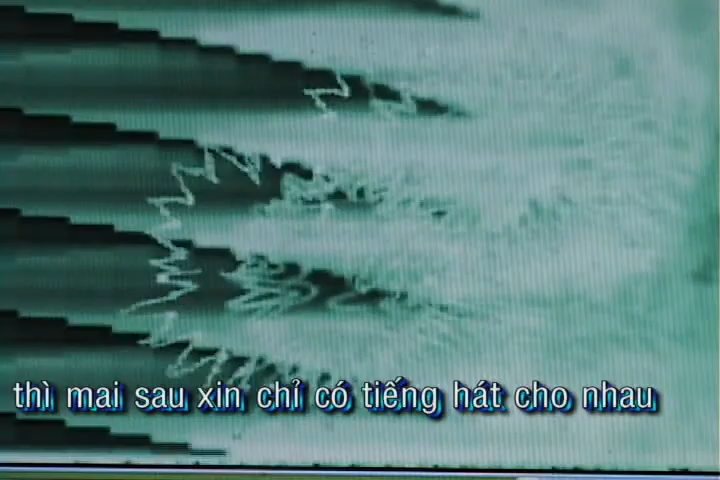 thì mai sau xin chỉ có tiếng hát cho nhau